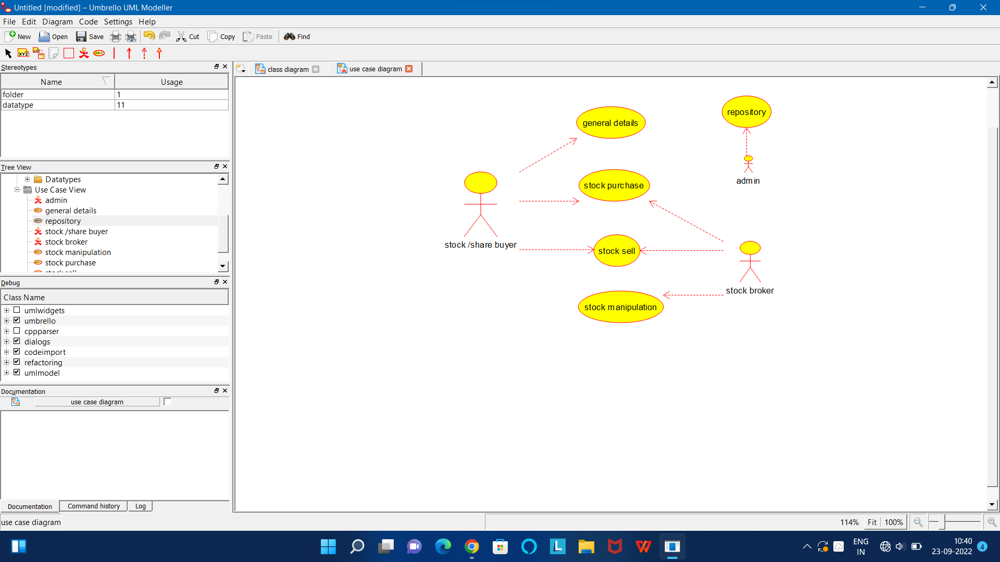 Untitled [modified] – Umbrello UML Modeller
File Edit Diagram Code Settings Help
New Open Save Cut Copy Paste Find
XYZ XYZ ABC
Stereotypes
Name Usage
folder 1
datatype 11
Tree View
Datatypes
Use Case View
admin
general details
repository
stock /share buyer
stock broker
stock manipulation
stock purchase
stock sell
Debug
Class Name
umlwidgets
umbrello
cppparser
dialogs
codeimport
refactoring
umlmodel
Documentation
use case diagram
Documentation Command history Log
use case diagram
class diagram use case diagram
general details
repository
stock purchase
admin
stock /share buyer
stock sell
stock broker
stock manipulation
114% Fit 100%
L
ENG
IN
10:40
23-09-2022
4